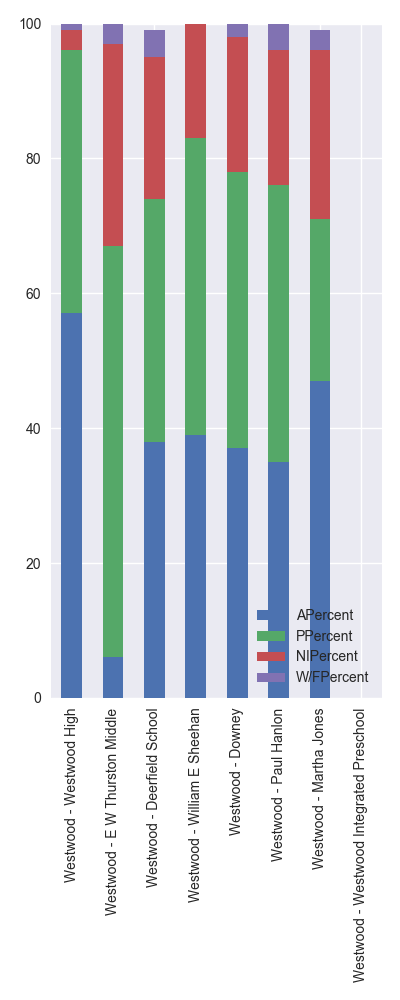 100
80
60
40
20
0
APercent
PPercent
NIPercent
W/FPercent
Westwood - Westwood High
Westwood - E W Thurston Middle
Westwood - Deerfield School
Westwood - William E Sheehan
Westwood - Downey
Westwood - Paul Hanlon
Westwood - Martha Jones
Westwood - Westwood Integrated Preschool